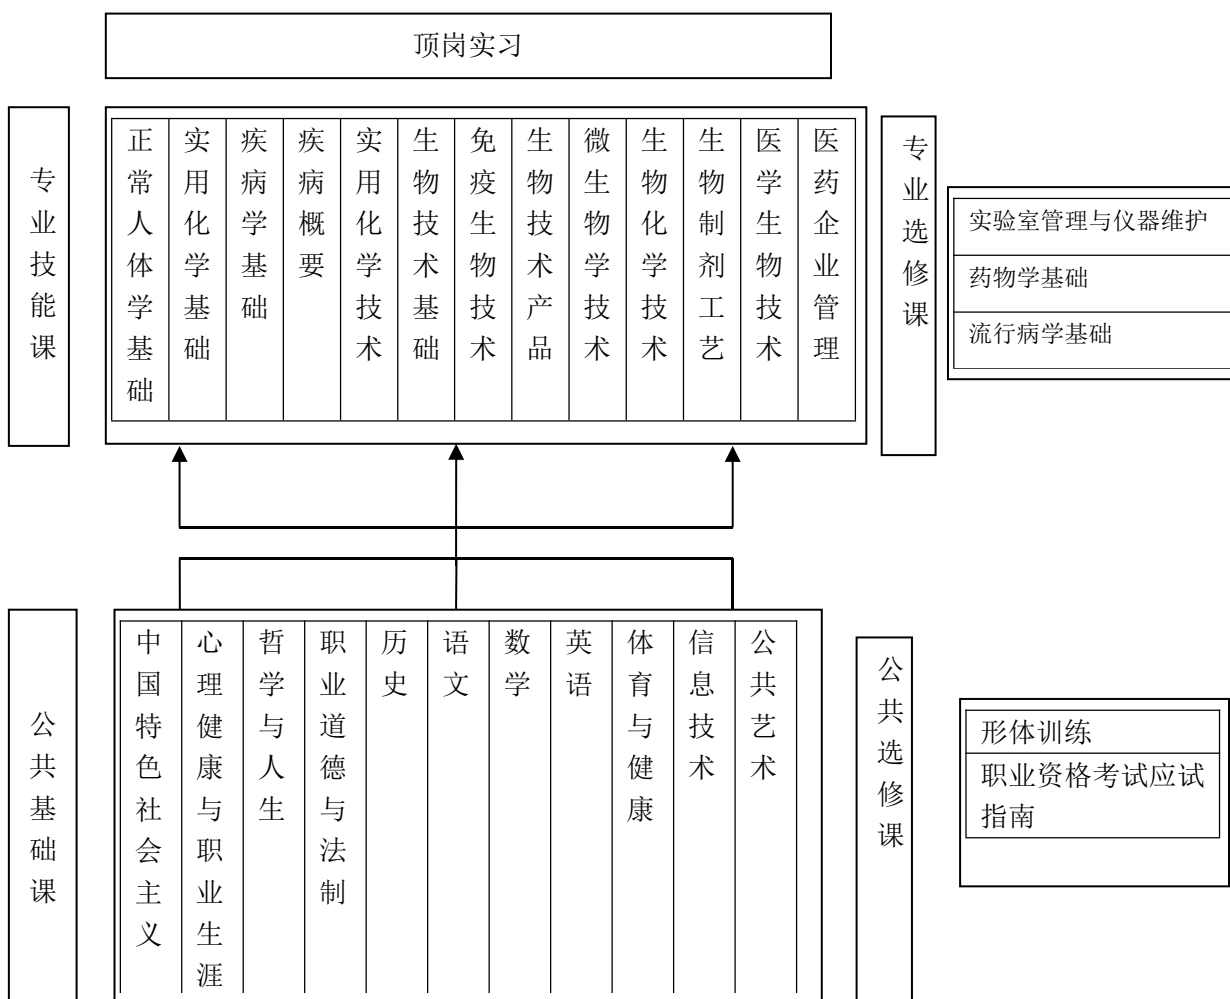 顶岗实习
专业技能课
正常人体学基础
实用化学基础
疾病学基础
疾病概要
实用化学技术
生物技术基础
免疫生物技术
生物技术产品
微生物学技术
生物化学技术
生物制剂工艺
医学生物技术
医药企业管理
专业选修课
实验室管理与仪器维护
药物学基础
流行病学基础
公共基础课
中国特色社会主义
心理健康与职业生涯
哲学与人生
职业道德与法制
历史
语文
数学
英语
体育与健康
信息技术
公共艺术
公共选修课
形体训练
职业资格考试应试
指南